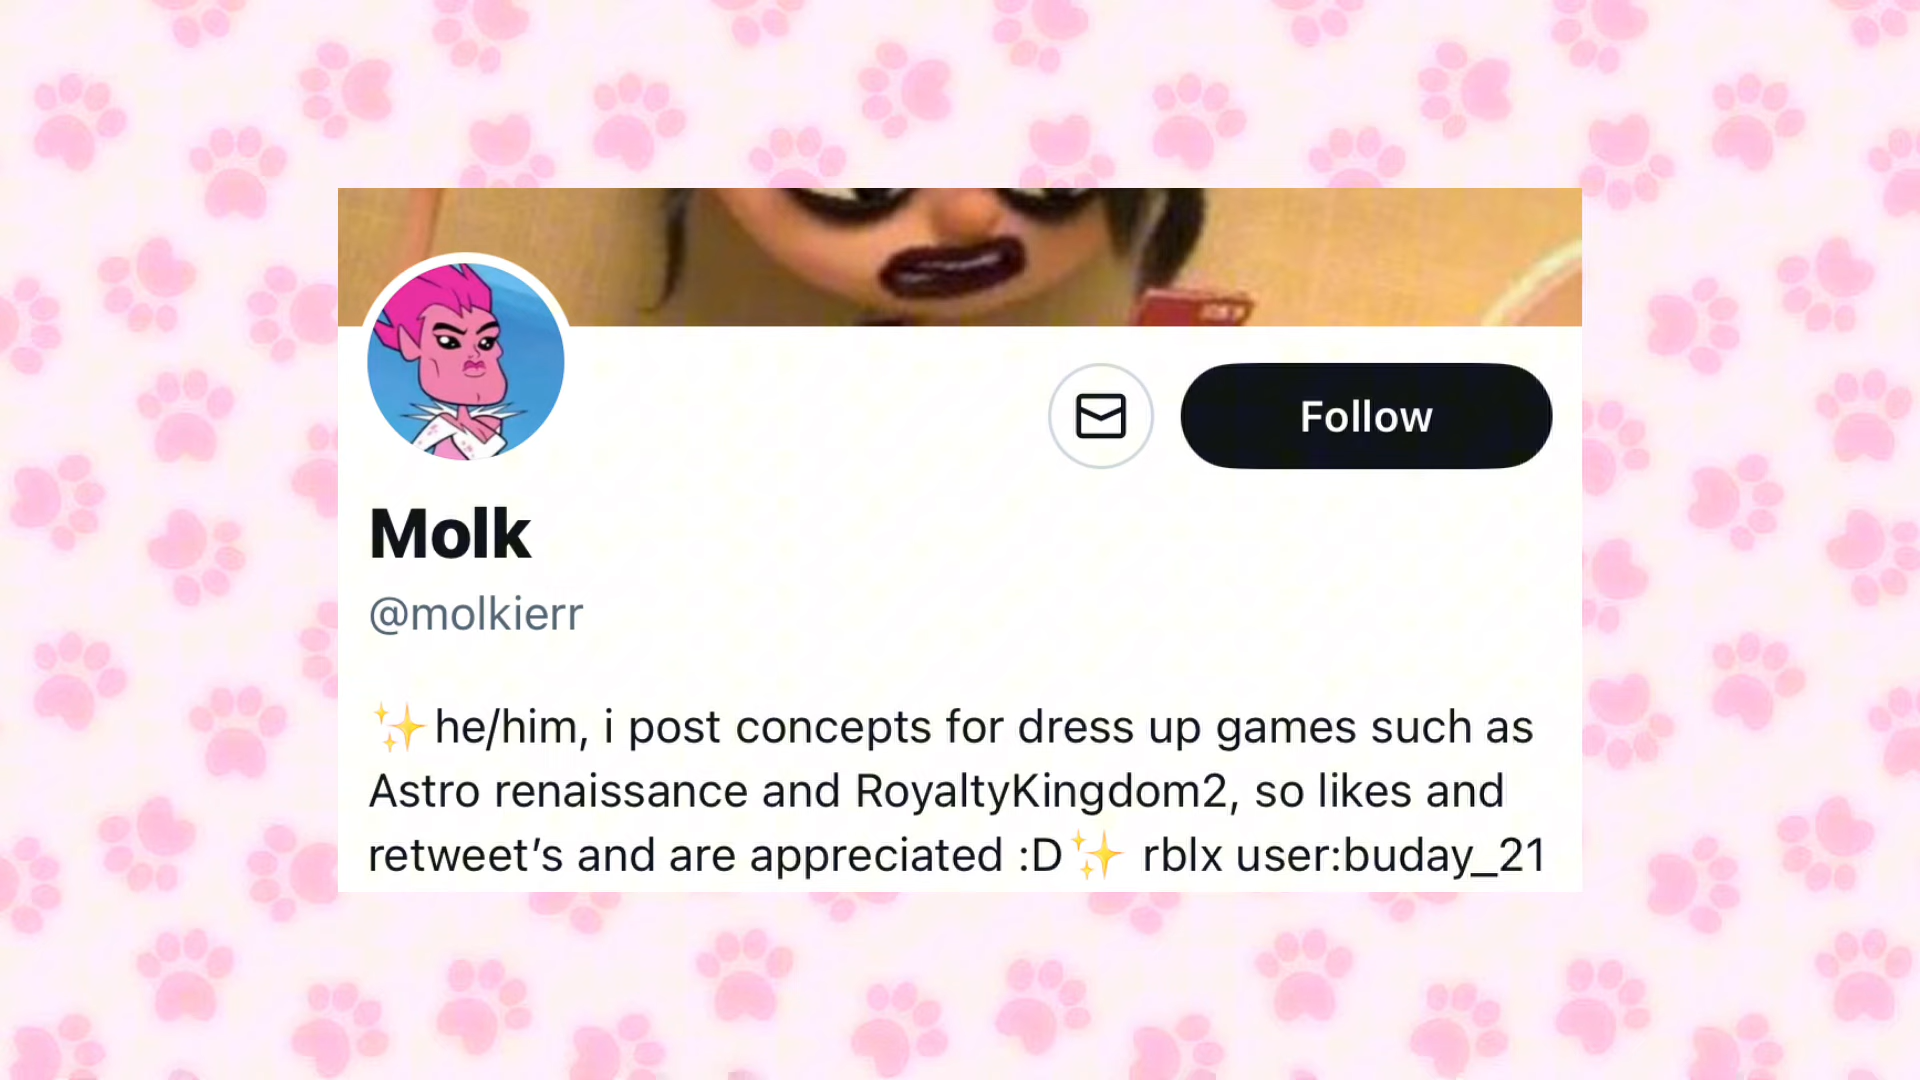 Follow
Molk
@molkierr
✨he/him, i post concepts for dress up games such as
Astro renaissance and RoyaltyKingdom2, so likes and
retweet’s and are appreciated :D✨ rblx user:buday_21